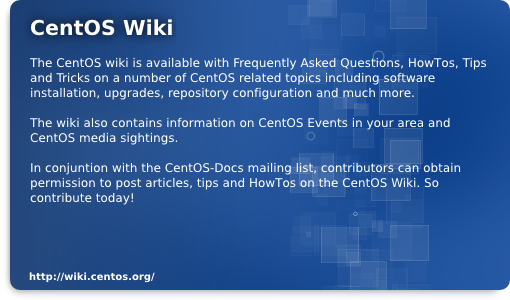 CentOS Wiki
The CentOS wiki is available with Frequently Asked Questions, HowTos, Tips
and Tricks on a number of CentOS related topics including software
installation, upgrades, repository configuration and much more.
The wiki also contains information on CentOS Events in your area and
CentOS media sightings.
In conjuntion with the CentOS-Docs mailing list, contributors can obtain
permission to post articles, tips and HowTos on the CentOS Wiki. So
contribute today!
http://wiki.centos.org/